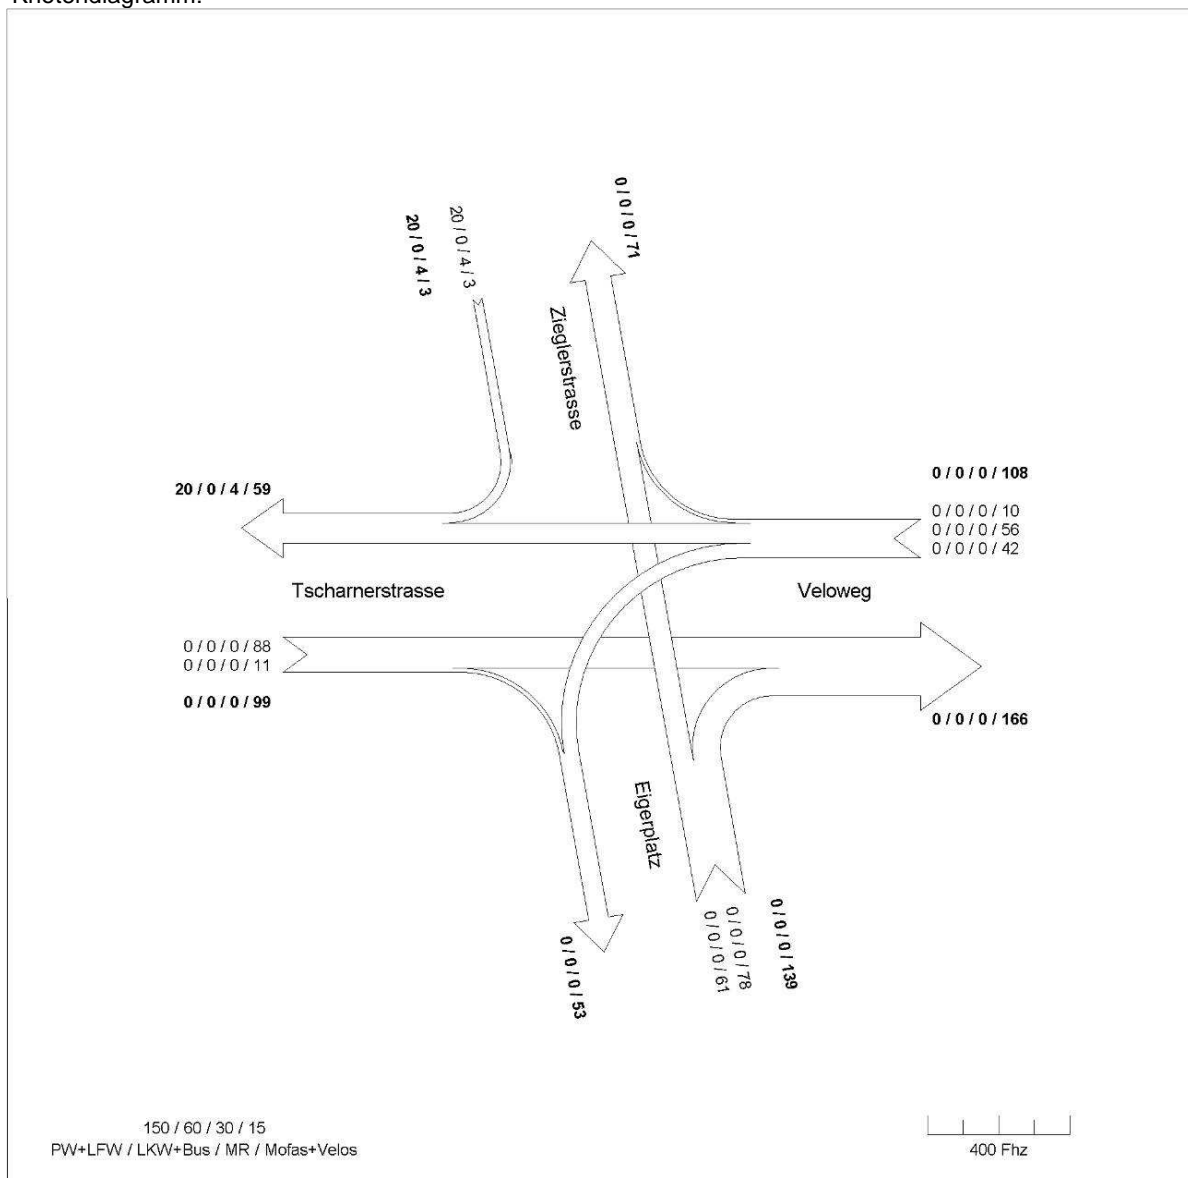 Knotendiagramm:
0 / 0 / 0 / 71
20 / 0 / 4 / 3
20 / 0 / 4 / 3
Zieglerstrasse
0 / 0 / 0 / 108
20 / 0 / 4 / 59
0 / 0 / 0 / 10
0 / 0 / 0 / 56
0 / 0 / 0 / 42
Tscharnerstrasse
Veloweg
0 / 0 / 0 / 88
0 / 0 / 0 / 11
0 / 0 / 0 / 99
0 / 0 / 0 / 166
Eigerplatz
0 / 0 / 0 / 53
0 / 0 / 0 / 61
0 / 0 / 0 / 78
0 / 0 / 0 / 139
150 / 60 / 30 / 15
PW+LFW / LKW+Bus / MR / Mofas+Velos
400 Fhz